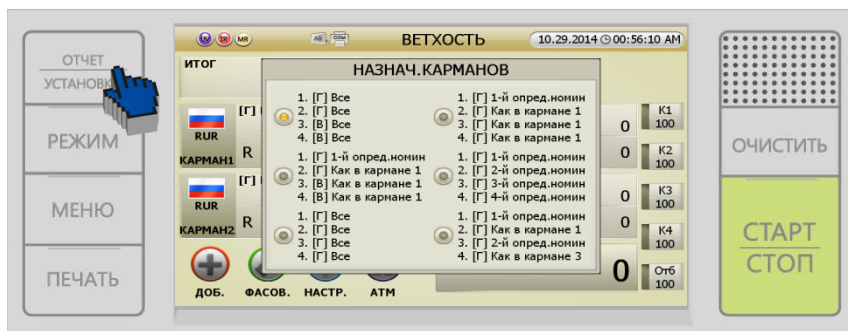 ОТЧЕТ
УСТАНОВК
РЕЖИМ
МЕНЮ
ПЕЧАТЬ
UV IR MR
COM
ВЕТХОСТЬ
10.29.2014 00:56:10 AM
ИТОГ
НАЗНАЧ.КАРМАНОВ
1. [Г] Все
2. [Г] Все
3. [В] Все
4. [В] Все
1. [Г] 1-й опред.номин
2. [Г] Как в кармане 1
3. [Г] Как в кармане 1
4. [Г] Как в кармане 1
1. [Г] 1-й опред.номин
2. [Г] Как в кармане 1
3. [В] Как в кармане 1
4. [В] Как в кармане 1
1. [Г] 1-й опред.номин
2. [Г] 2-й опред.номин
3. [Г] 3-й опред.номин
4. [Г] 4-й опред.номин
1. [Г] Все
2. [Г] Все
3. [Г] Все
4. [Г] Все
1. [Г] 1-й опред.номин
2. [Г] Как в кармане 1
3. [Г] 2-й опред.номин
4. [Г] Как в кармане 3
[Г]
RUR
R
КАРМАН1
[Г]
RUR
R
КАРМАН2
0
0
0
0
0
К1
100
К2
100
К3
100
К4
100
Отб
100
ДОБ.
ФАСОВ.
НАСТР.
АТМ
ОЧИСТИТЬ
СТАРТ
СТОП